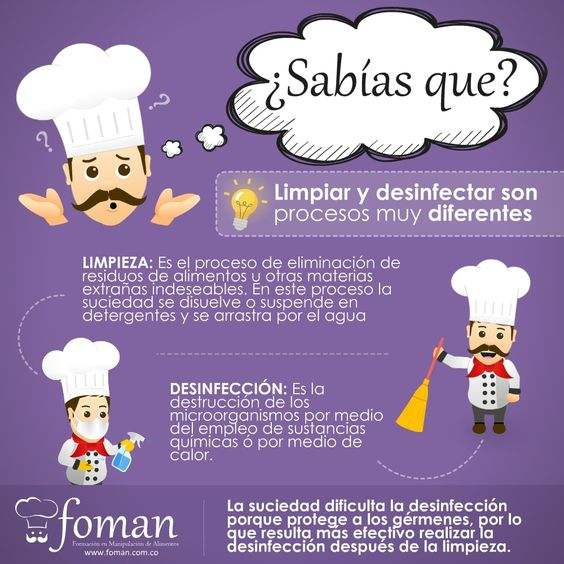 ¿Sabías que?
?
?
Limpiar y desinfectar son
procesos muy diferentes
LIMPIEZA: Es el proceso de eliminación de
residuos de alimentos u otras materias
extrañas indeseables. En este proceso la
suciedad se disuelve o suspende en
detergentes y se arrastra por el agua
DESINFECCIÓN: Es la
destrucción de los
microorganismos por medio
del empleo de sustancias
químicas ó por medio de
calor.
foman
Formación en Manipulación de Alimentos
www.foman.com.co
La suciedad dificulta la desinfección
porque protege a los gérmenes, por lo
que resulta más efectivo realizar la
desinfección después de la limpieza.